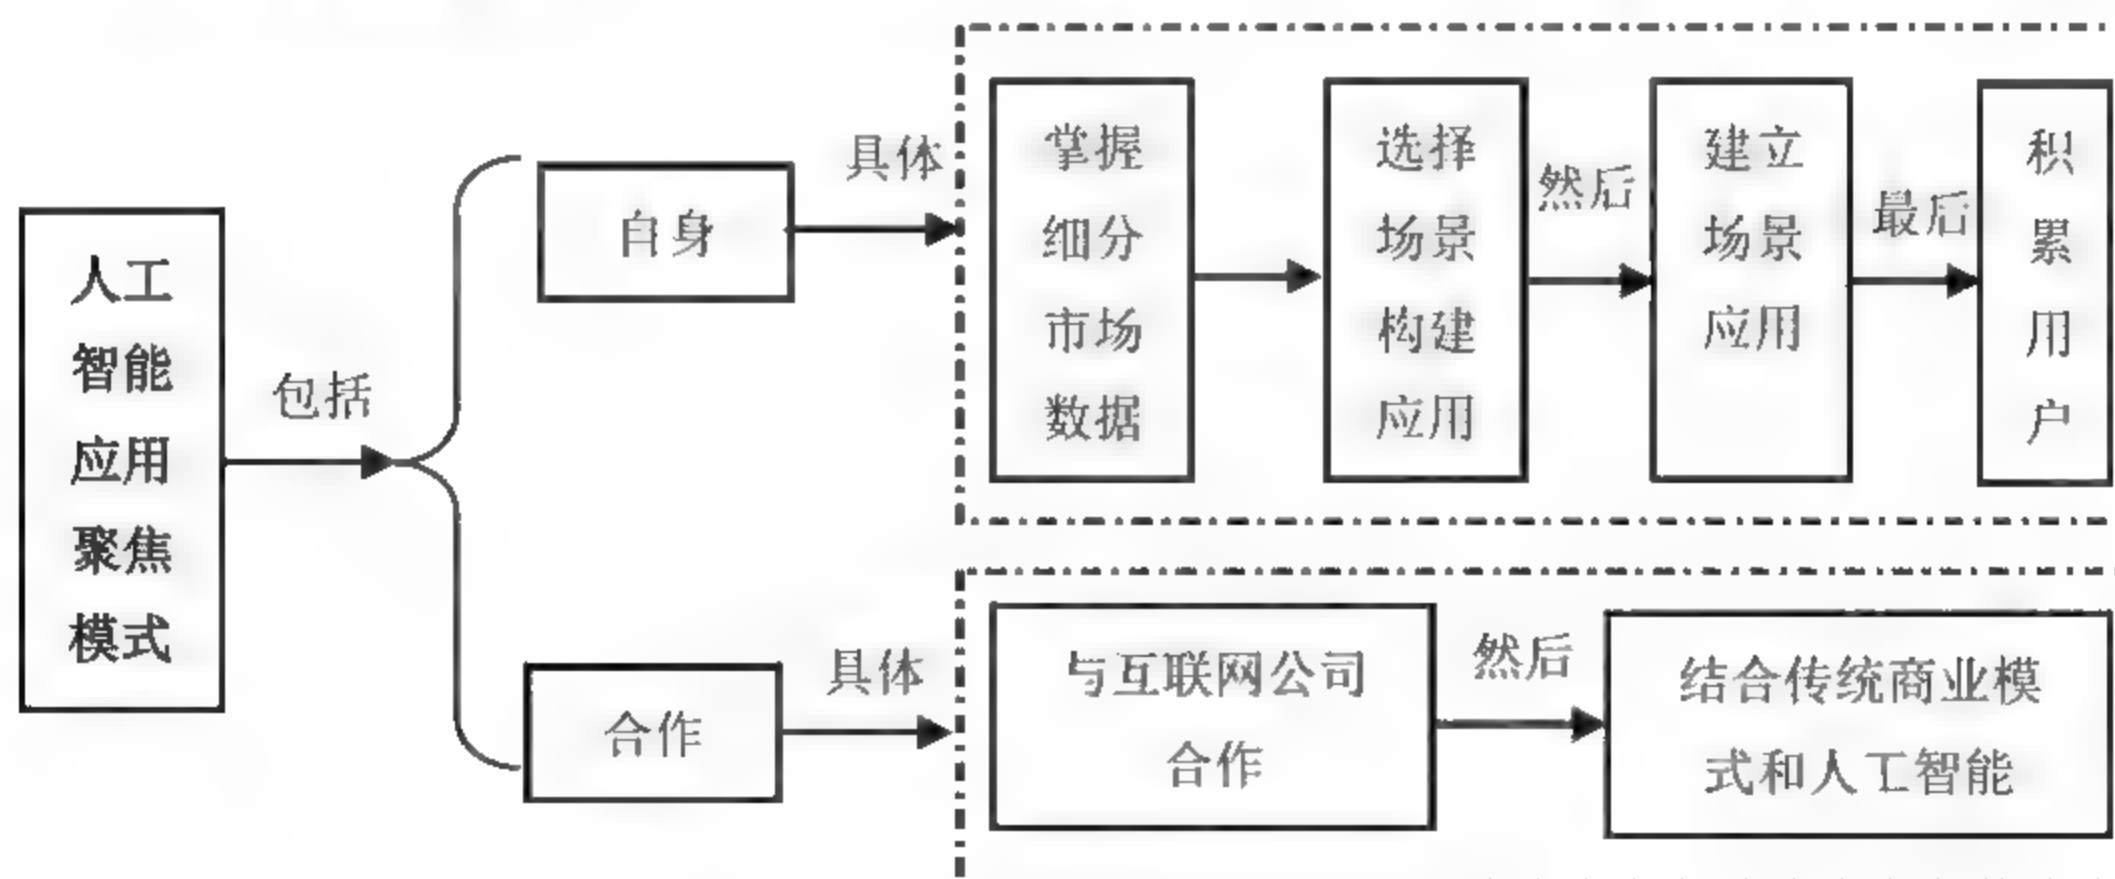 人工
智能
应用
聚焦
模式
包括
自身
具体
掌握
细分
市场
数据
选择
场景
构建
应用
然后
建立
场景
应用
最后
积
累
用
户
合作
具体
与互联网公司
合作
然后
结合传统商业模
式和人工智能